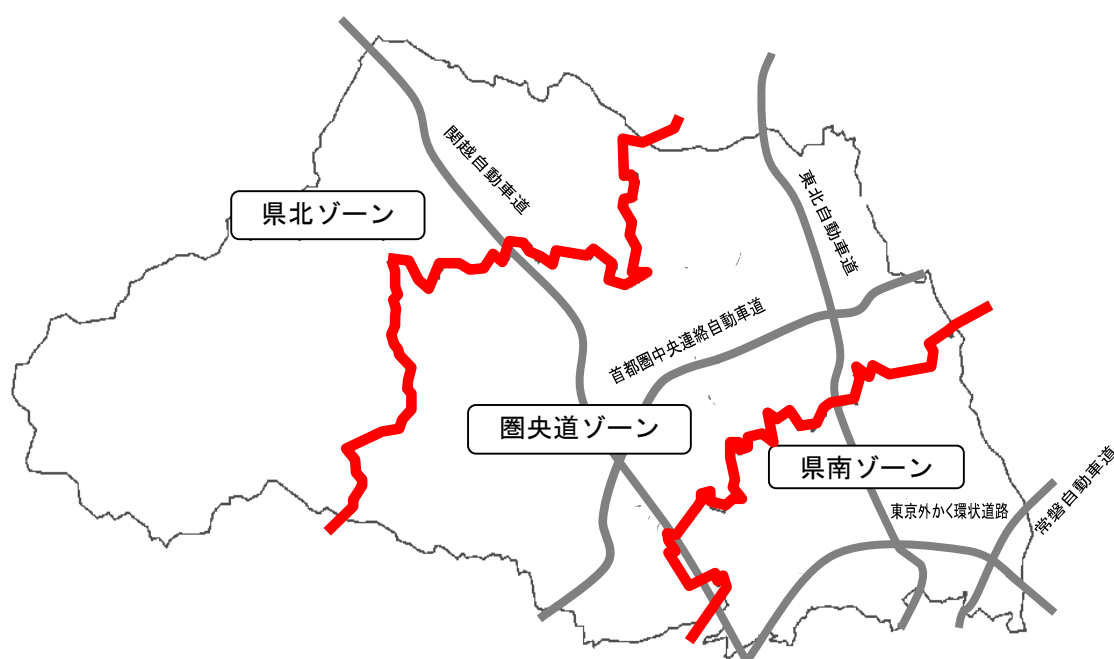 関越自動車道
東北自動車道
県北ゾーン
首都圏中央連絡自動車道
圏央道ゾーン
県南ゾーン
東京外かく環状道路
常磐自動車道